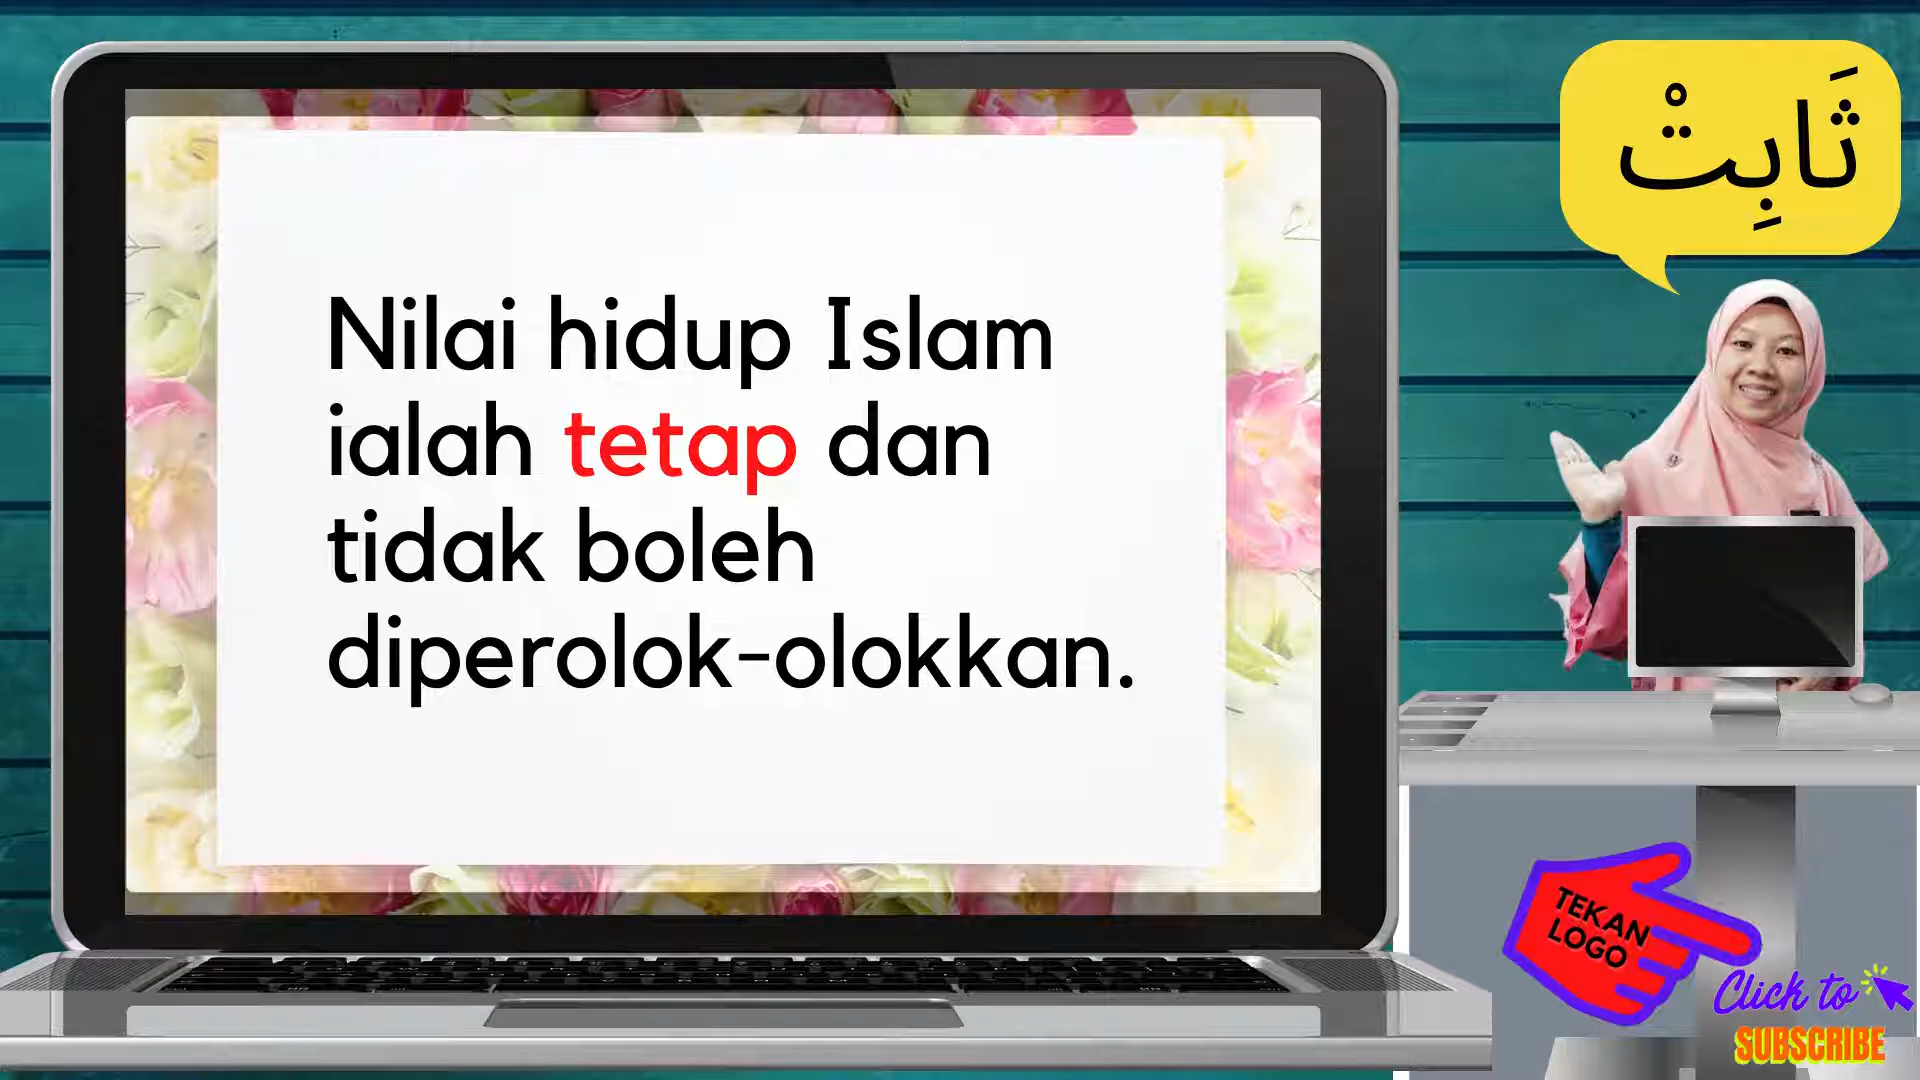 Nilai hidup Islam
ialah tetap dan
tidak boleh
diperolok-olokkan.
ثَابِتْ
TEKAN
LOGO
Click to
SUBSCRIBE